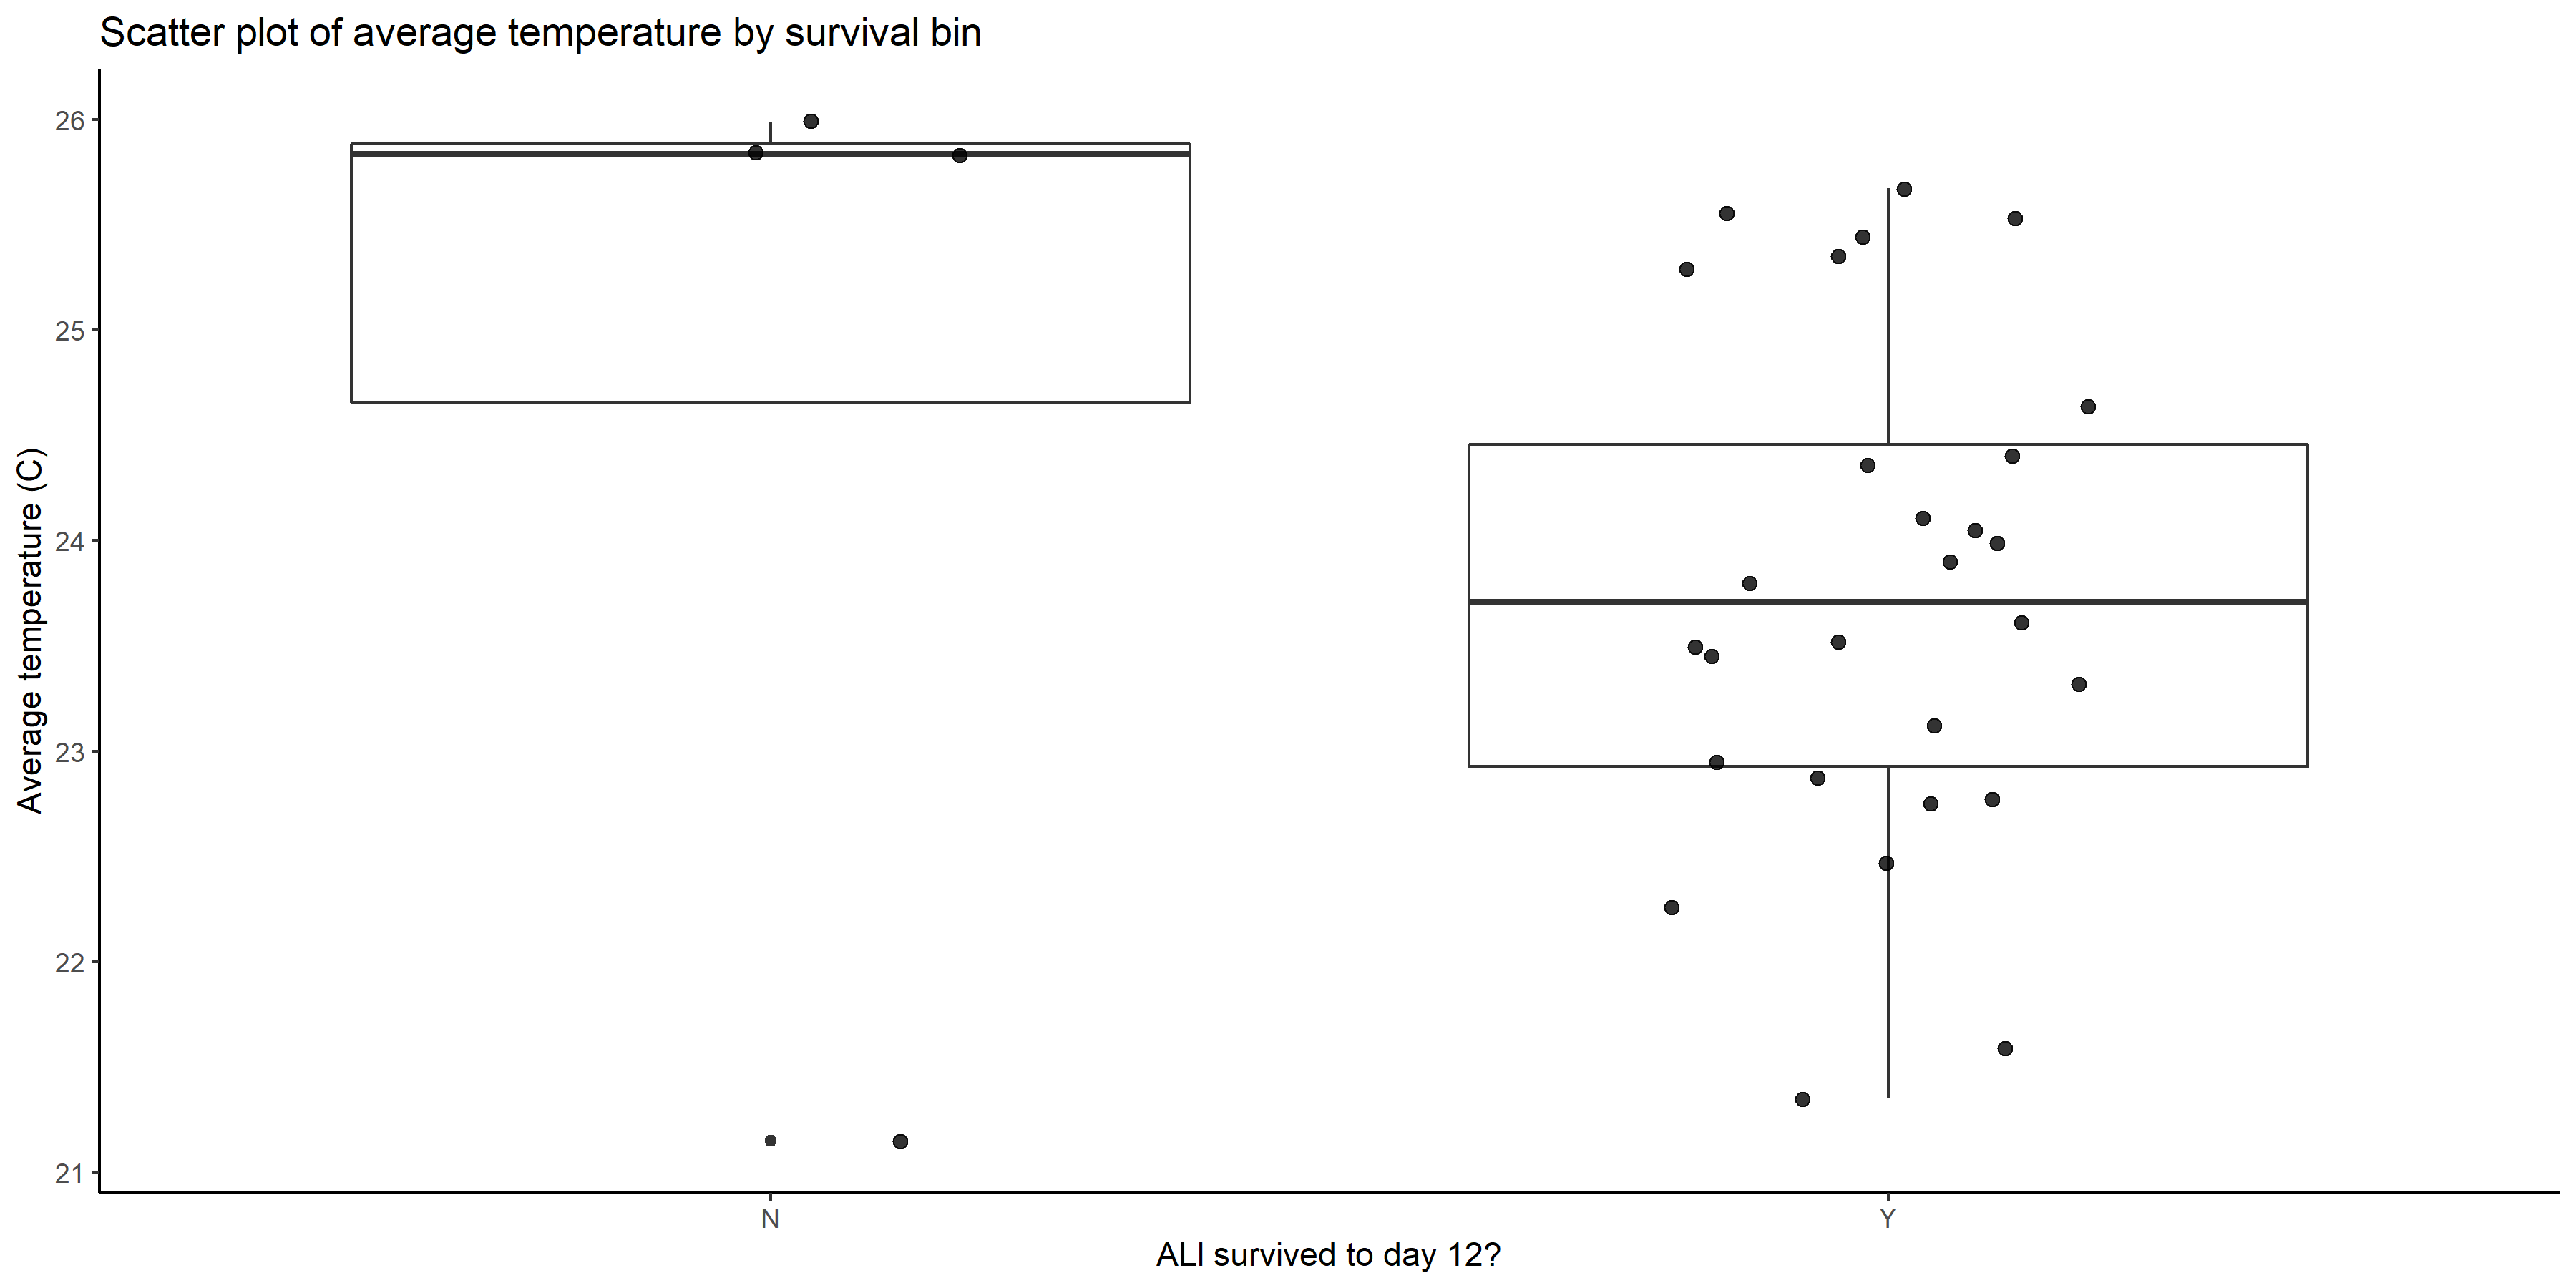 Scatter plot of average temperature by survival bin
Average temperature (C)
26
25
24
23
22
21
N
Y
ALI survived to day 12?